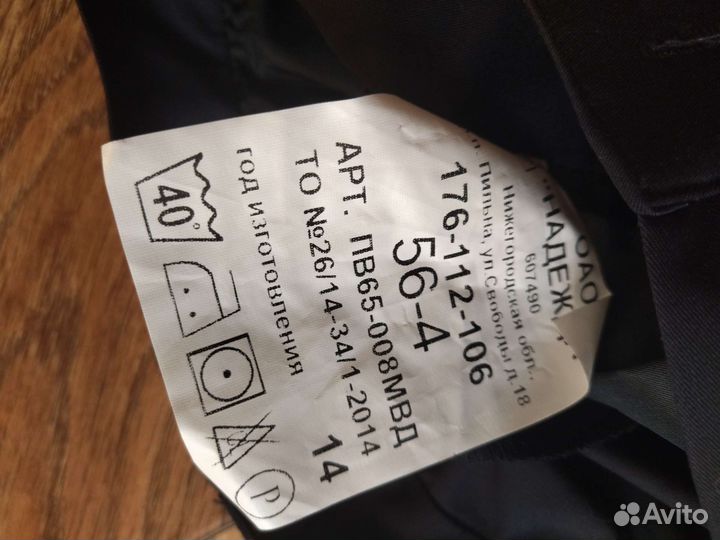 ОАО
"НАДЕЖ
607490
Нижегородская обл.,
Пильна, ул.Свободы д.18
176-112-106
56-4
АРТ. ПВ65-008МВД
ТО №26/14-34/1-2014
год изготовления 14
40°
P
Avito